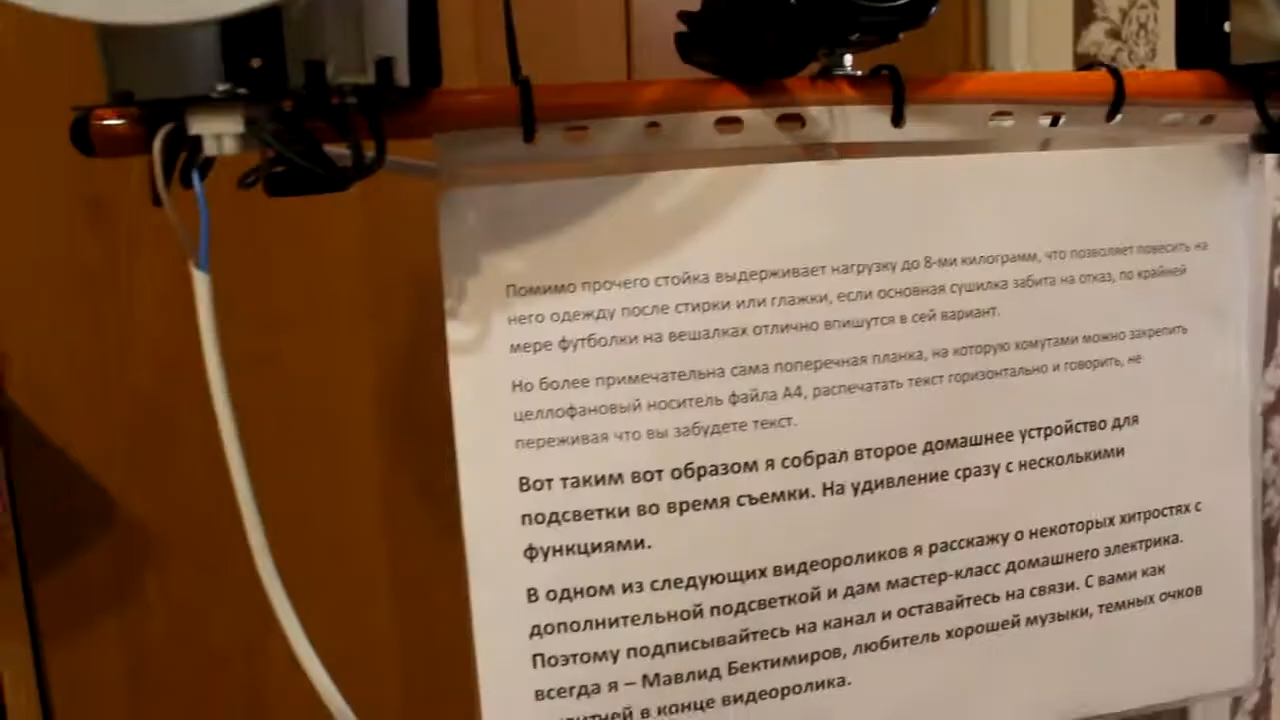 Помимо прочего стойка выдерживает нагрузку до 8-ми килограмм, что позволяет повесить на
него одежду после стирки или глажки, если основная сушилка забита на отказ, по крайней
мере футболки на вешалках отлично впишутся в сей вариант.
Но более примечательна сама поперечная планка, на которую хомутами можно закрепить
целлофановый носитель файла А4, распечатать текст горизонтально и говорить, не
переживая что вы забудете текст.
Вот таким вот образом я собрал второе домашнее устройство для
подсветки во время съемки. На удивление сразу с несколькими
функциями.
В одном из следующих видеороликов я расскажу о некоторых хитростях с
дополнительной подсветкой и дам мастер-класс домашнего электрика.
Поэтому подписывайтесь на канал и оставайтесь на связи. С вами как
всегда я – Мавлид Бектимиров, любитель хорошей музыки, темных очков
в конце видеоролика.